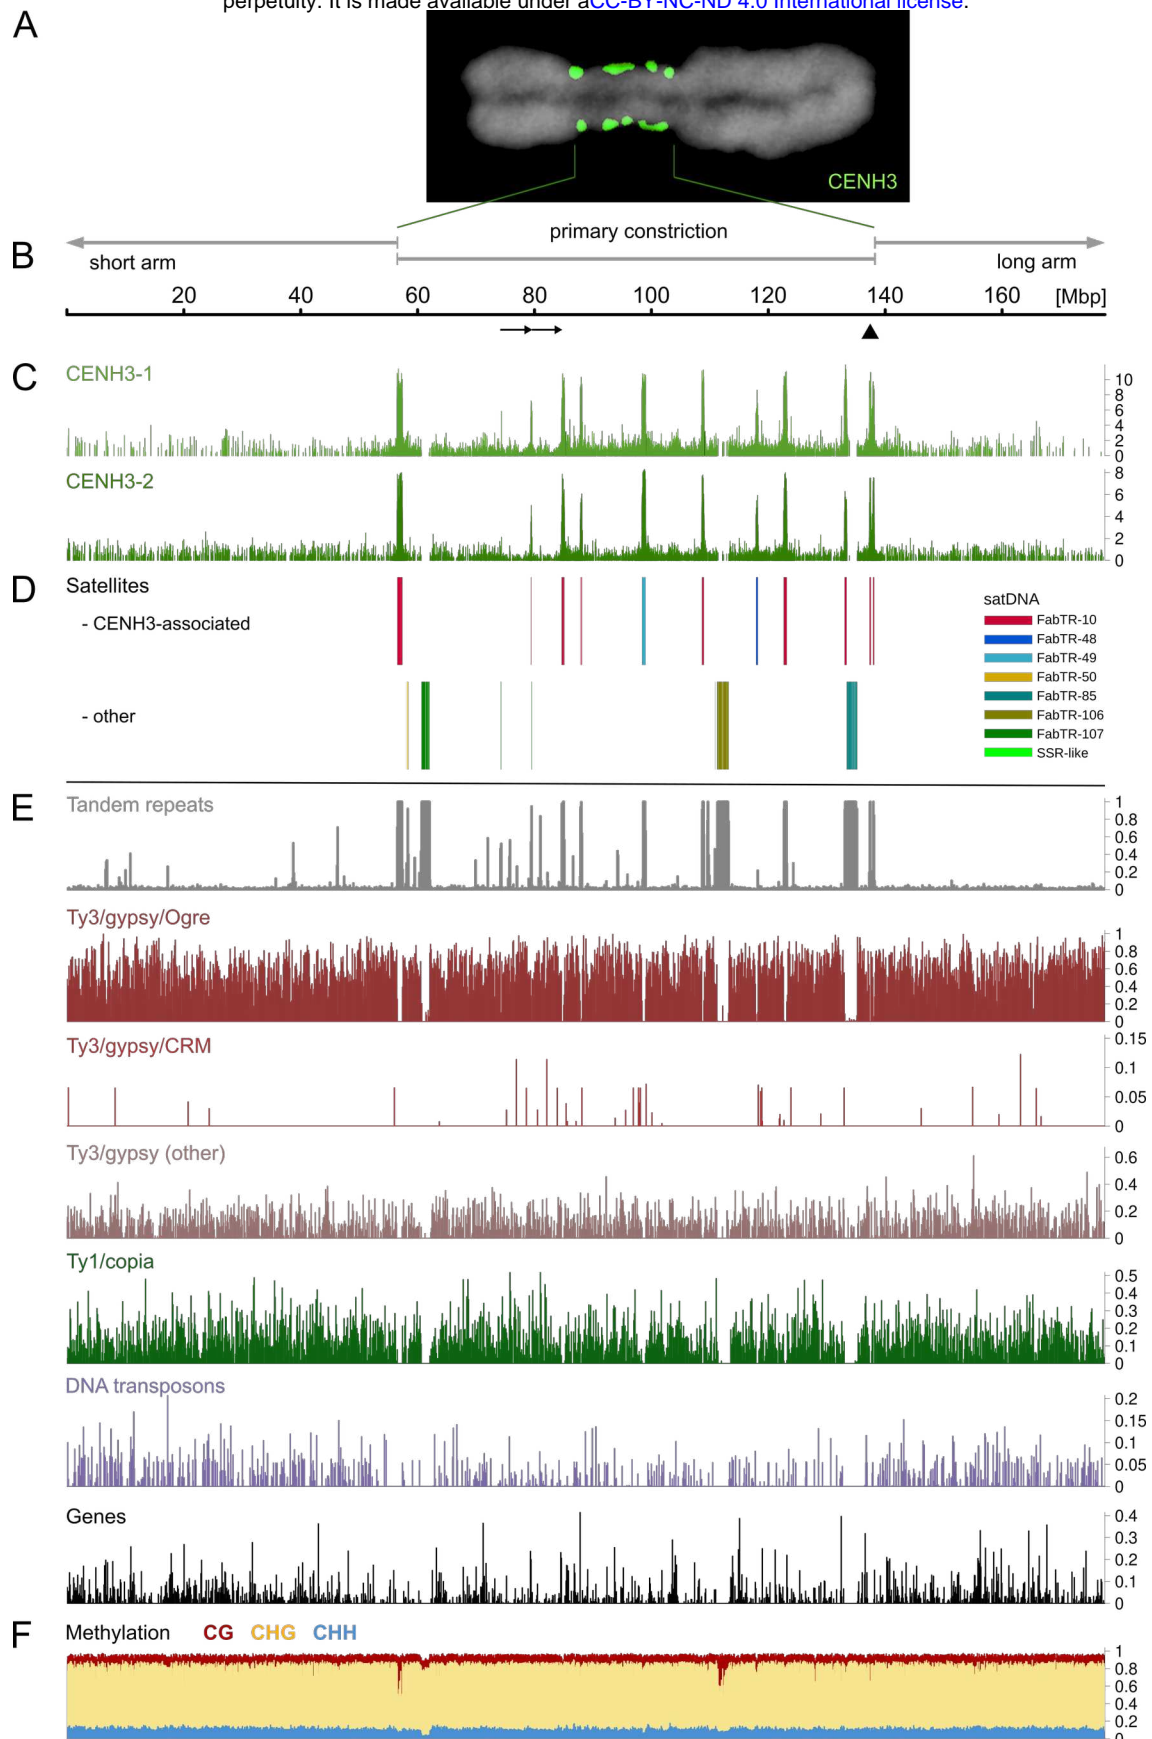 perpetuity. It is made available under aCC-BY-NC-ND 4.0 International license.
A
CENH3
B
primary constriction
short arm
long arm
20 40 60 80 100 120 140 160 [Mbp]
C
CENH3-1
10
8
6
4
2
0
CENH3-2
8
6
4
2
0
D
Satellites
- CENH3-associated
- other
satDNA
FabTR-10
FabTR-48
FabTR-49
FabTR-50
FabTR-85
FabTR-106
FabTR-107
SSR-like
E
Tandem repeats
1
0.8
0.6
0.4
0.2
0
Ty3/gypsy/Ogre
1
0.8
0.6
0.4
0.2
0
Ty3/gypsy/CRM
0.15
0.1
0.05
0
Ty3/gypsy (other)
0.6
0.4
0.2
0
Ty1/copia
0.5
0.4
0.3
0.2
0.1
0
DNA transposons
0.2
0.15
0.1
0.05
0
Genes
0.4
0.3
0.2
0.1
0
F
Methylation CG CHG CHH
1
0.8
0.6
0.4
0.2
0